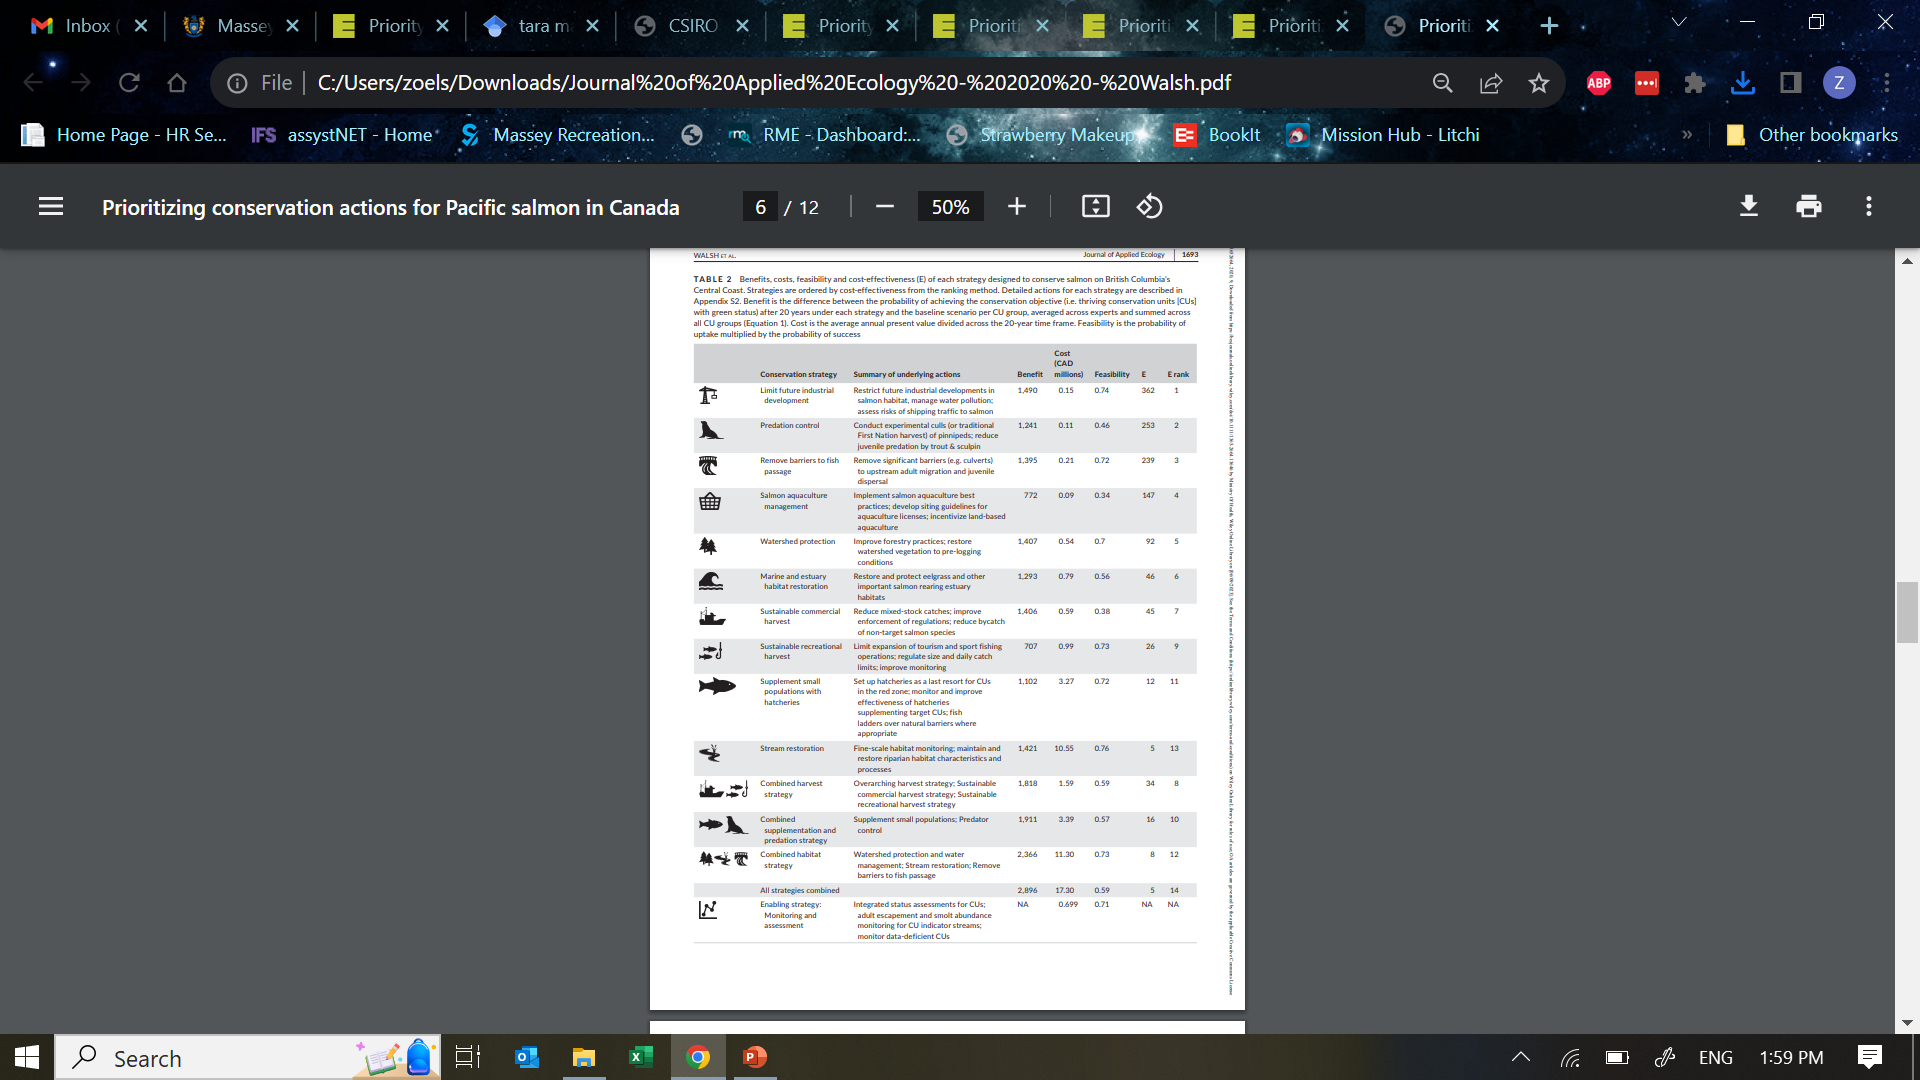 Inbox (
Massey
Priority
tara m
CSIRO
Priority
Prioriti
Prioriti
Prioriti
Prioriti
File
C:/Users/zoels/Downloads/Journal%20of%20Applied%20Ecology%20-%202020%20-%20Walsh.pdf
ABP
Z
Home Page - HR Se...
IFS assystNET - Home
Massey Recreation...
RME - Dashboard:...
Strawberry Makeup
BookIt
Mission Hub - Litchi
»
Other bookmarks
Prioritizing conservation actions for Pacific salmon in Canada
6 / 12
50%
WALSH ET AL.
Journal of Applied Ecology 1693
TABLE 2 Benefits, costs, feasibility and cost-effectiveness (E) of each strategy designed to conserve salmon on British Columbia's
Central Coast. Strategies are ordered by cost-effectiveness from the ranking method. Detailed actions for each strategy are described in
Appendix S2. Benefit is the difference between the probability of achieving the conservation objective (i.e. thriving conservation units [CUs]
with green status) after 20 years under each strategy and the baseline scenario per CU group, averaged across experts and summed across
all CU groups (Equation 1). Cost is the average annual present value divided across the 20-year time frame. Feasibility is the probability of
uptake multiplied by the probability of success
Cost
(CAD
Conservation strategy Summary of underlying actions Benefit millions) Feasibility E E rank
Limit future industrial Restrict future industrial developments in 1,490 0.15 0.74 362 1
development salmon habitat, manage water pollution;
assess risks of shipping traffic to salmon
Predation control Conduct experimental culls (or traditional 1,241 0.11 0.46 253 2
First Nation harvest) of pinnipeds; reduce
juvenile predation by trout & sculpin
Remove barriers to fish Remove significant barriers (e.g. culverts) 1,395 0.21 0.72 239 3
passage to upstream adult migration and juvenile
dispersal
Salmon aquaculture Implement salmon aquaculture best 772 0.09 0.34 147 4
management practices; develop siting guidelines for
aquaculture licenses; incentivize land-based
aquaculture
Watershed protection Improve forestry practices; restore 1,407 0.54 0.7 92 5
watershed vegetation to pre-logging
conditions
Marine and estuary Restore and protect eelgrass and other 1,293 0.79 0.56 46 6
habitat restoration important salmon rearing estuary
habitats
Sustainable commercial Reduce mixed-stock catches; improve 1,406 0.59 0.38 45 7
harvest enforcement of regulations; reduce bycatch
of non-target salmon species
Sustainable recreational Limit expansion of tourism and sport fishing 707 0.99 0.73 26 9
harvest operations; regulate size and daily catch
limits; improve monitoring
Supplement small Set up hatcheries as a last resort for CUs 1,102 3.27 0.72 12 11
populations with in the red zone; monitor and improve
hatcheries effectiveness of hatcheries
supplementing target CUs; fish
ladders over natural barriers where
appropriate
Stream restoration Fine-scale habitat monitoring; maintain and 1,421 10.55 0.76 5 13
restore riparian habitat characteristics and
processes
Combined harvest Overarching harvest strategy; Sustainable 1,818 1.59 0.59 34 8
strategy commercial harvest strategy; Sustainable
recreational harvest strategy
Combined Supplement small populations; Predator 1,911 3.39 0.57 16 10
supplementation and control
predation strategy
Combined habitat Watershed protection and water 2,366 11.30 0.73 8 12
strategy management; Stream restoration; Remove
barriers to fish passage
All strategies combined 2,896 17.30 0.59 5 14
Enabling strategy: Integrated status assessments for CUs; NA 0.699 0.71 NA NA
Monitoring and adult escapement and smolt abundance
assessment monitoring for CU indicator streams;
monitor data-deficient CUs
Search
ENG
1:59 PM